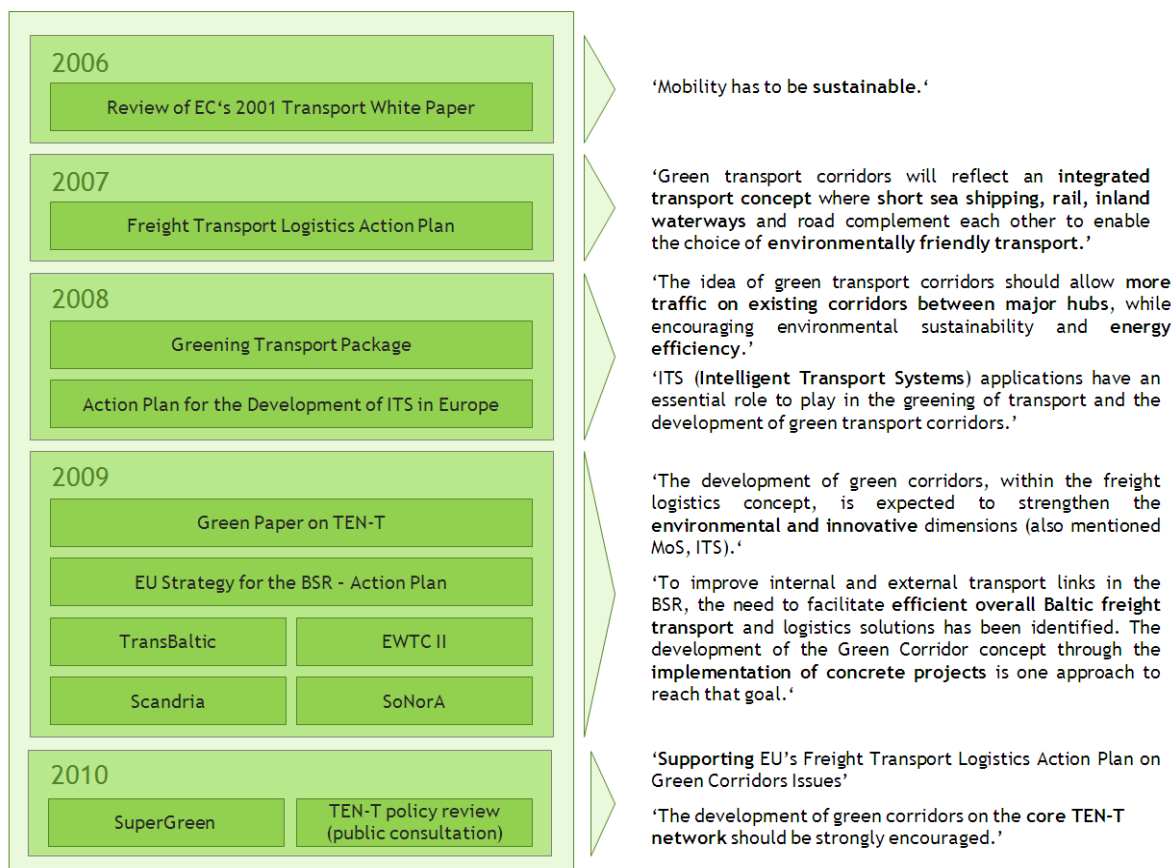 2006
Review of EC‘s 2001 Transport White Paper
‘Mobility has to be sustainable.‘
2007
Freight Transport Logistics Action Plan
‘Green transport corridors will reflect an integrated
transport concept where short sea shipping, rail, inland
waterways and road complement each other to enable
the choice of environmentally friendly transport.’
2008
Greening Transport Package
Action Plan for the Development of ITS in Europe
‘The idea of green transport corridors should allow more
traffic on existing corridors between major hubs, while
encouraging environmental sustainability and energy
efficiency.’
‘ITS (Intelligent Transport Systems) applications have an
essential role to play in the greening of transport and the
development of green transport corridors.’
2009
Green Paper on TEN-T
EU Strategy for the BSR – Action Plan
TransBaltic
EWTC II
Scandria
SoNorA
‘The development of green corridors, within the freight
logistics concept, is expected to strengthen the
environmental and innovative dimensions (also mentioned
MoS, ITS).‘
‘To improve internal and external transport links in the
BSR, the need to facilitate efficient overall Baltic freight
transport and logistics solutions has been identified. The
development of the Green Corridor concept through the
implementation of concrete projects is one approach to
reach that goal.‘
2010
SuperGreen
TEN-T policy review
(public consultation)
‘Supporting EU’s Freight Transport Logistics Action Plan on
Green Corridors Issues’
‘The development of green corridors on the core TEN-T
network should be strongly encouraged.’